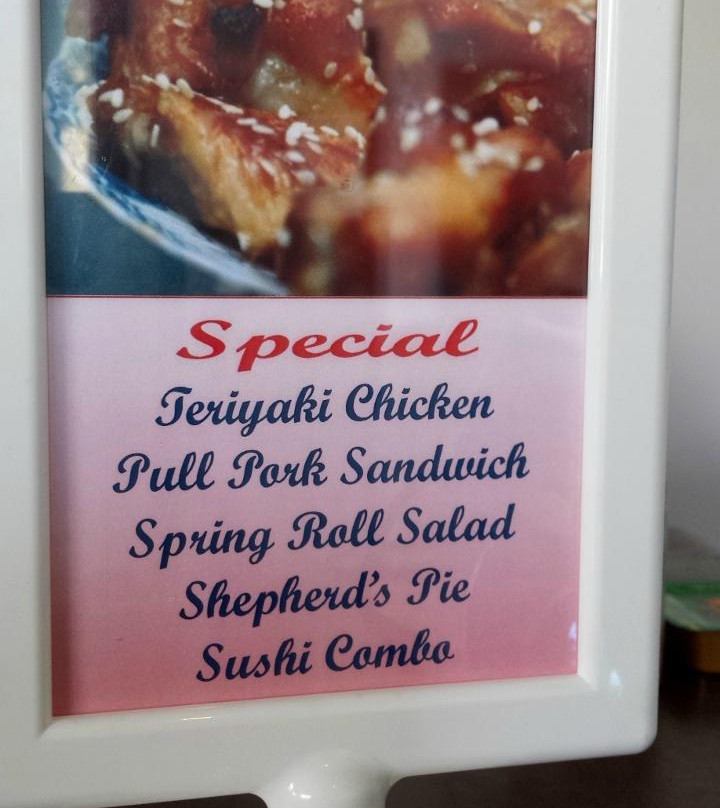 Special
Teriyaki Chicken
Pull Pork Sandwich
Spring Roll Salad
Shepherd's Pie
Sushi Combo